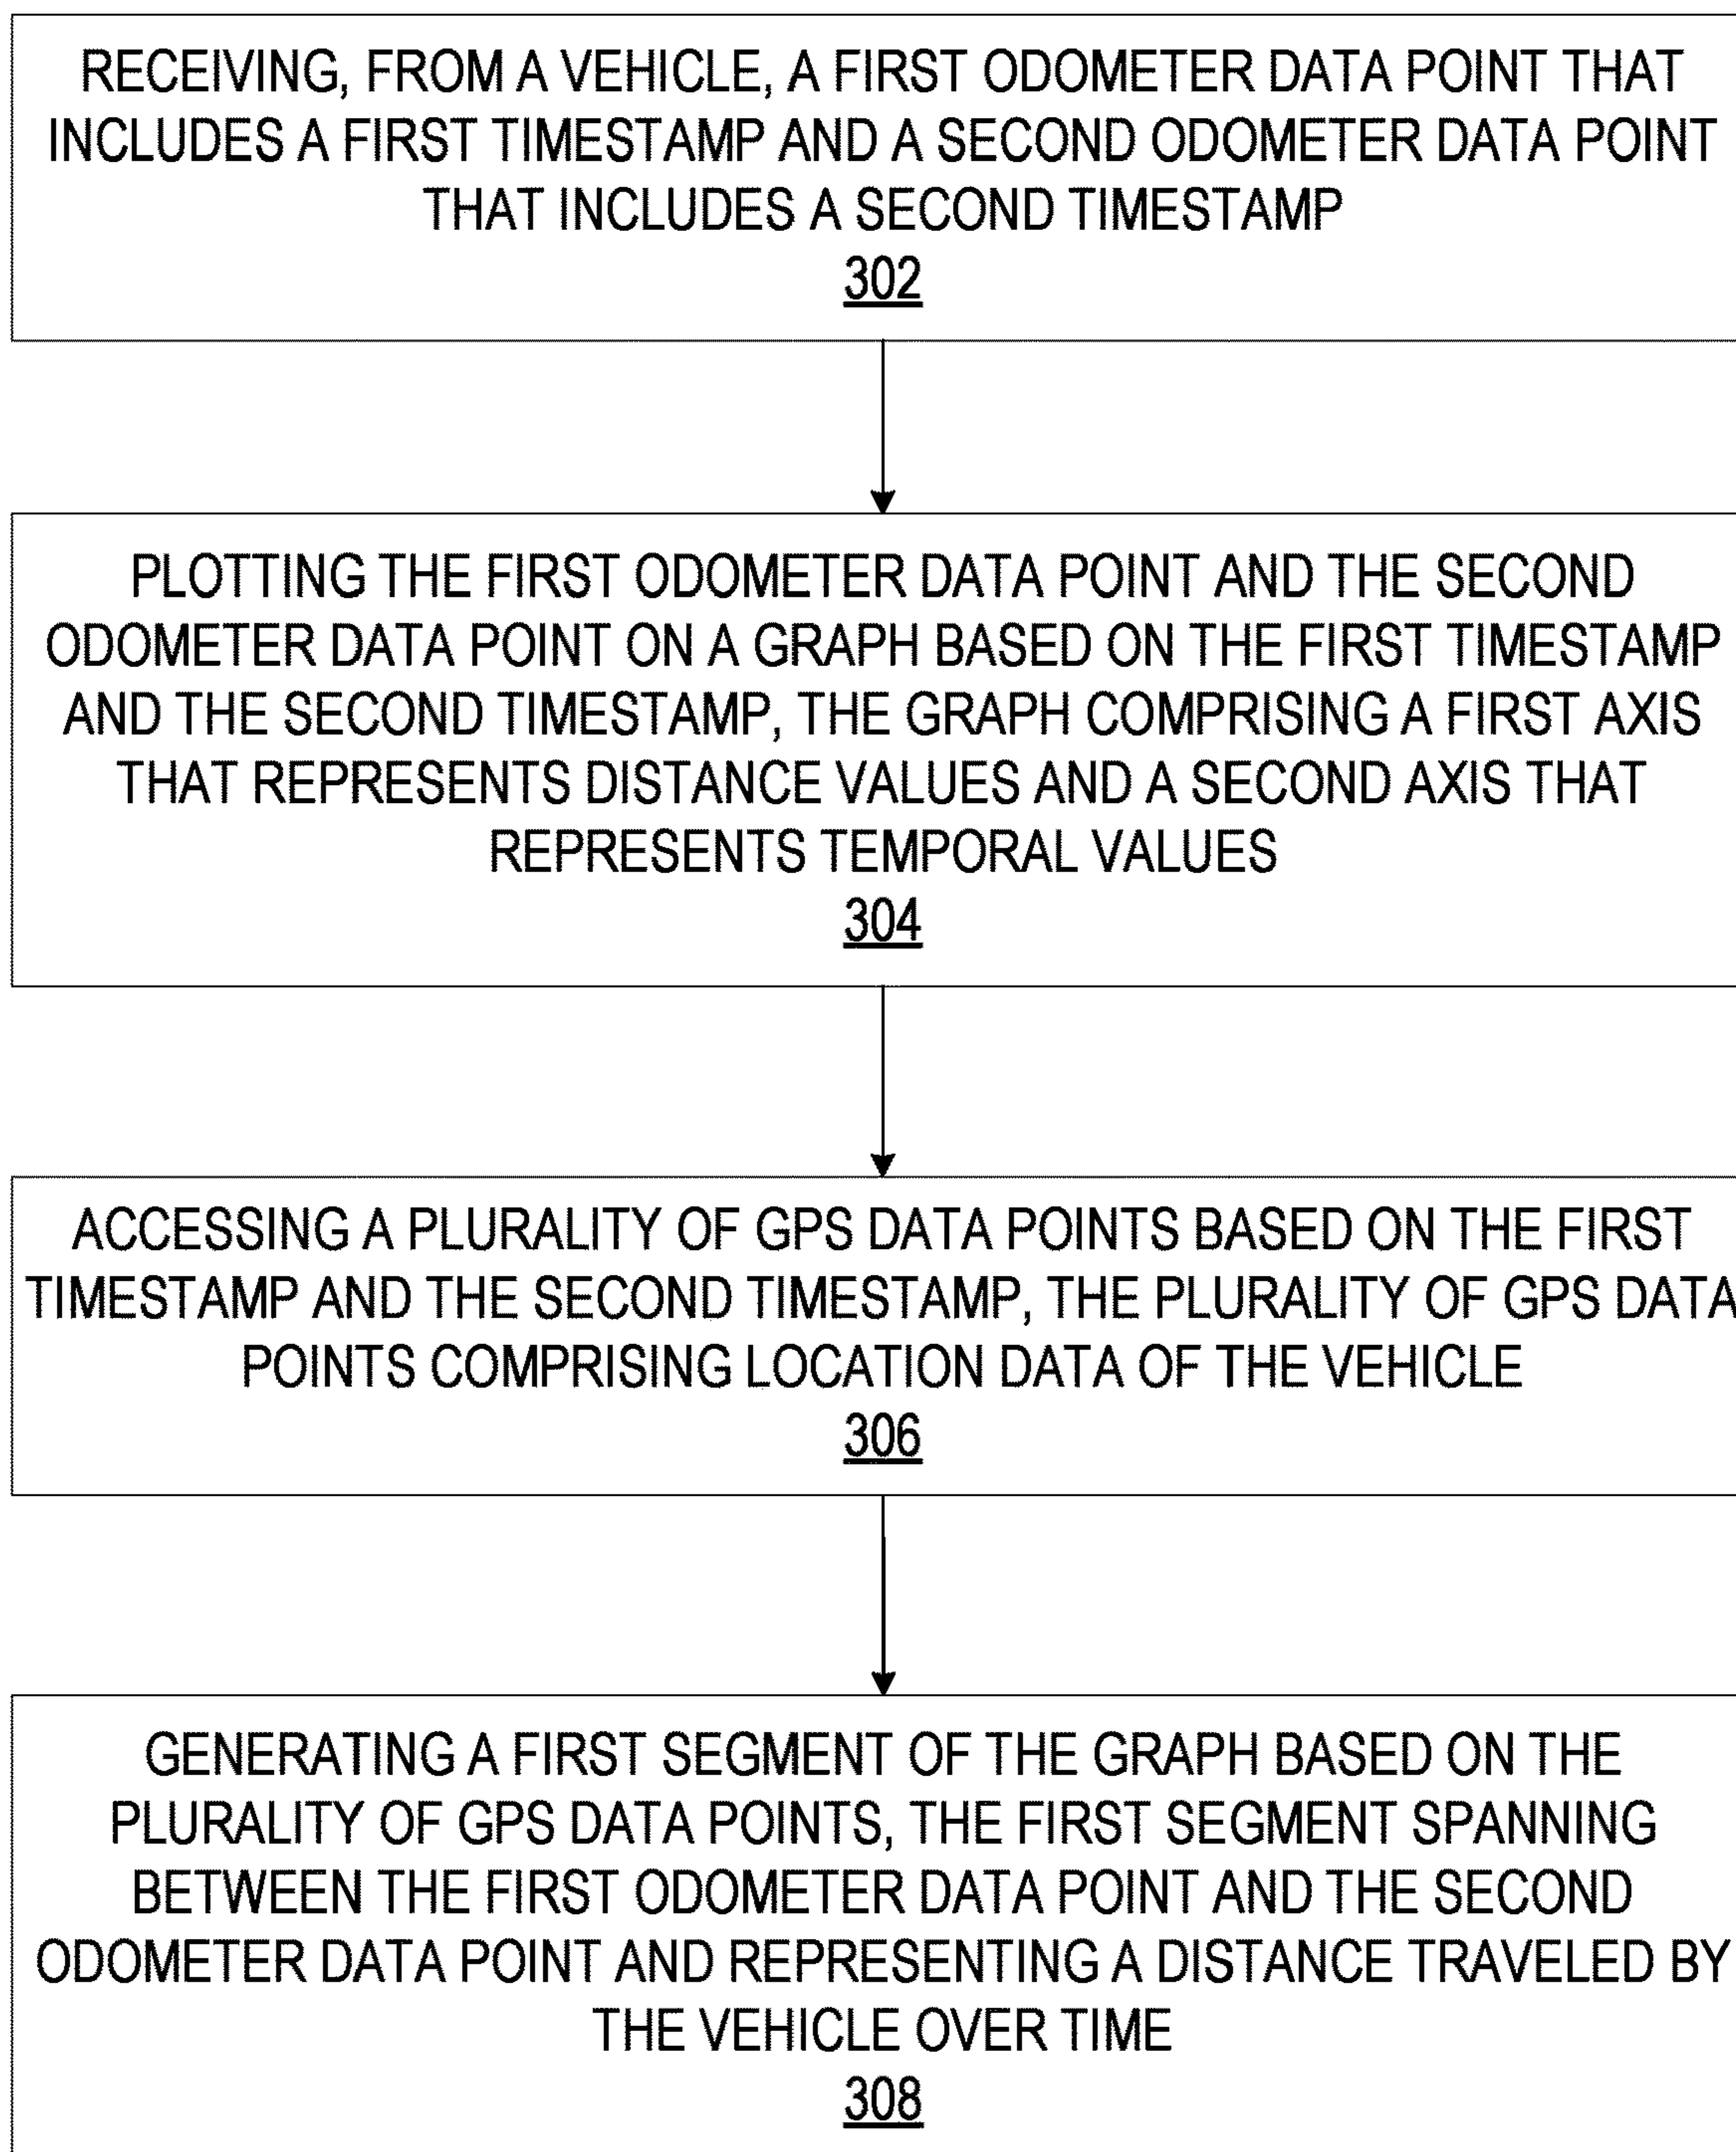 RECEIVING, FROM A VEHICLE, A FIRST ODOMETER DATA POINT THAT
INCLUDES A FIRST TIMESTAMP AND A SECOND ODOMETER DATA POINT
THAT INCLUDES A SECOND TIMESTAMP
302
PLOTTING THE FIRST ODOMETER DATA POINT AND THE SECOND
ODOMETER DATA POINT ON A GRAPH BASED ON THE FIRST TIMESTAMP
AND THE SECOND TIMESTAMP, THE GRAPH COMPRISING A FIRST AXIS
THAT REPRESENTS DISTANCE VALUES AND A SECOND AXIS THAT
REPRESENTS TEMPORAL VALUES
304
ACCESSING A PLURALITY OF GPS DATA POINTS BASED ON THE FIRST
TIMESTAMP AND THE SECOND TIMESTAMP, THE PLURALITY OF GPS DATA
POINTS COMPRISING LOCATION DATA OF THE VEHICLE
306
GENERATING A FIRST SEGMENT OF THE GRAPH BASED ON THE
PLURALITY OF GPS DATA POINTS, THE FIRST SEGMENT SPANNING
BETWEEN THE FIRST ODOMETER DATA POINT AND THE SECOND
ODOMETER DATA POINT AND REPRESENTING A DISTANCE TRAVELED BY
THE VEHICLE OVER TIME
308